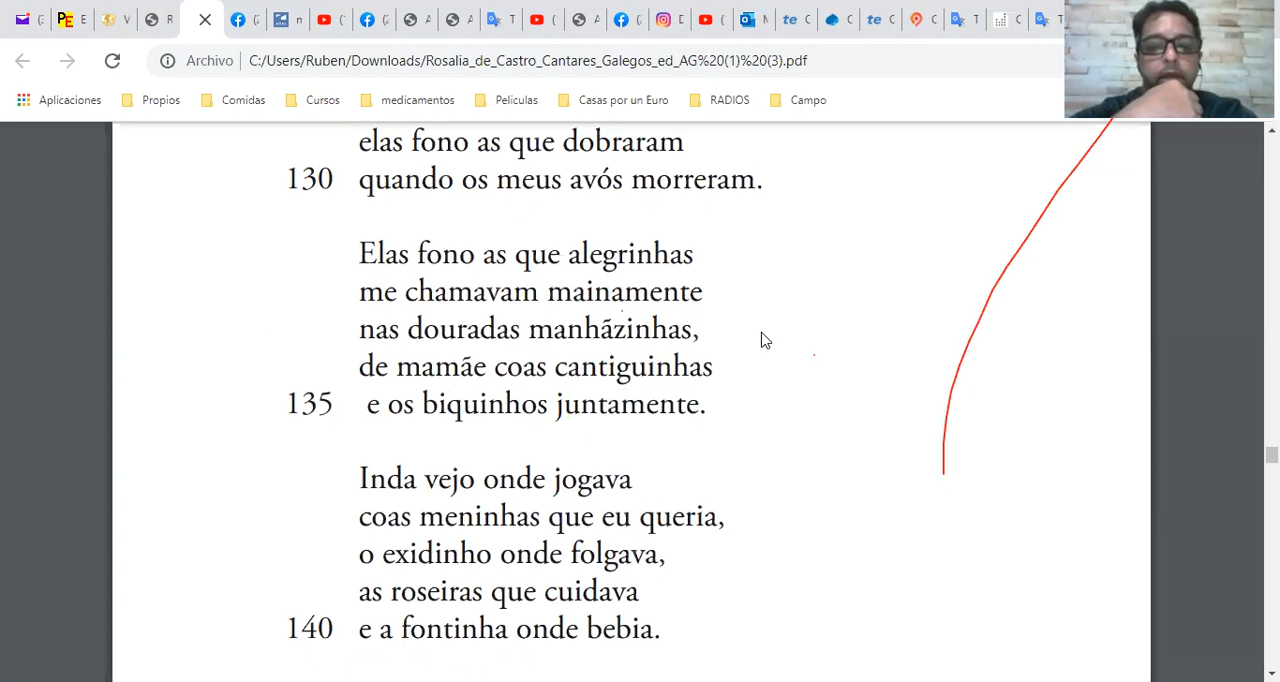 (
E
V
R
(
n
(
(
A
A
T
(
A
(
D
(
N
te C
C
te C
C
T
C
T
Archivo C:/Users/Ruben/Downloads/Rosalia_de_Castro_Cantares_Galegos_ed_AG%20(1)%20(3).pdf
Aplicaciones Propios Comidas Cursos medicamentos Peliculas Casas por un Euro RADIOS Campo
elas fono as que dobraram
130 quando os meus avós morreram.
Elas fono as que alegrinhas
me chamavam mainamente
nas douradas manhãzinhas,
de mamãe coas cantiguinhas
135 e os biquinhos juntamente.
Inda vejo onde jogava
coas meninhas que eu queria,
o exidinho onde folgava,
as roseiras que cuidava
140 e a fontinha onde bebia.